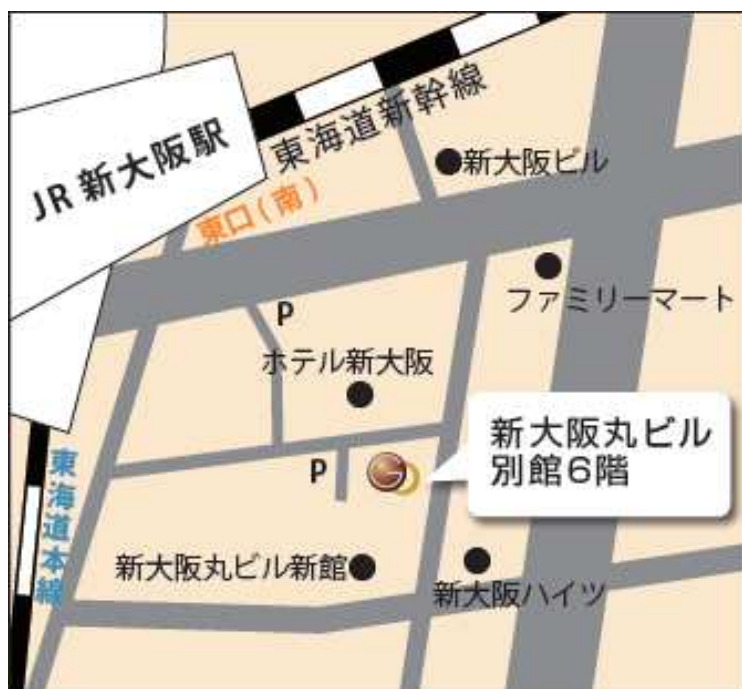 JR 新大阪駅
東海道新幹線
新大阪ビル
東口(南)
ファミリーマート
P
ホテル新大阪
新大阪丸ビル
別館6階
東海道本線
P
新大阪丸ビル新館
新大阪ハイツ